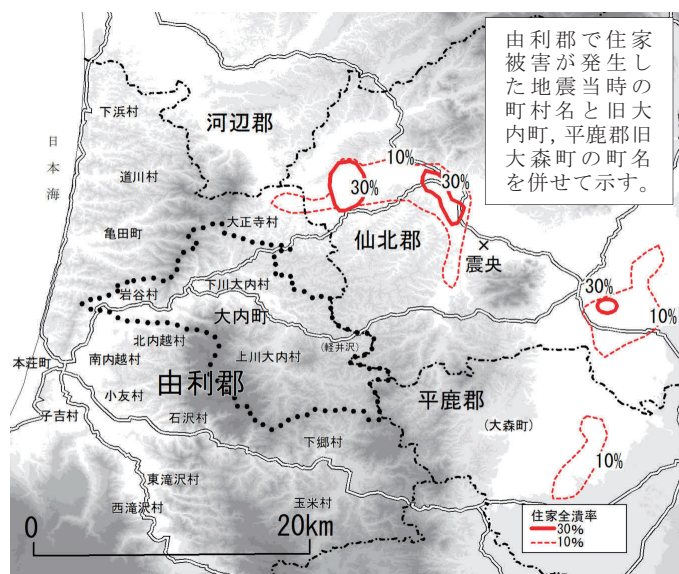 由利郡で住家
被害が発生し
た地震当時の
町村名と旧大
内町,平鹿郡旧
大森町の町名
を併せて示す。
下浜村
河辺郡
日本海
10%
道川村
30%
30%
大正寺村
亀田町
仙北郡
震央
岩谷村
下川大内村
30%
大内町
10%
北内越村
(軽井沢)
本荘町
南内越村
上川大内村
由利郡
小友村
平鹿郡
子吉村
石沢村
(大森町)
下郷村
10%
東滝沢村
西滝沢村
玉米村
0
20km
住家全潰率
30%
10%